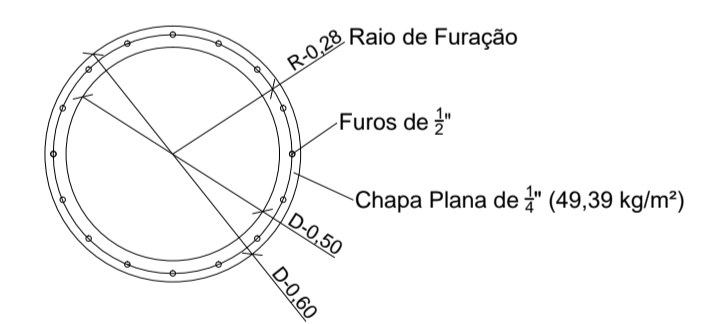 R-0,28 Raio de Furação
Furos de 1/2"
Chapa Plana de 1/4" (49,39 kg/m²)
D-0,50
D-0,60